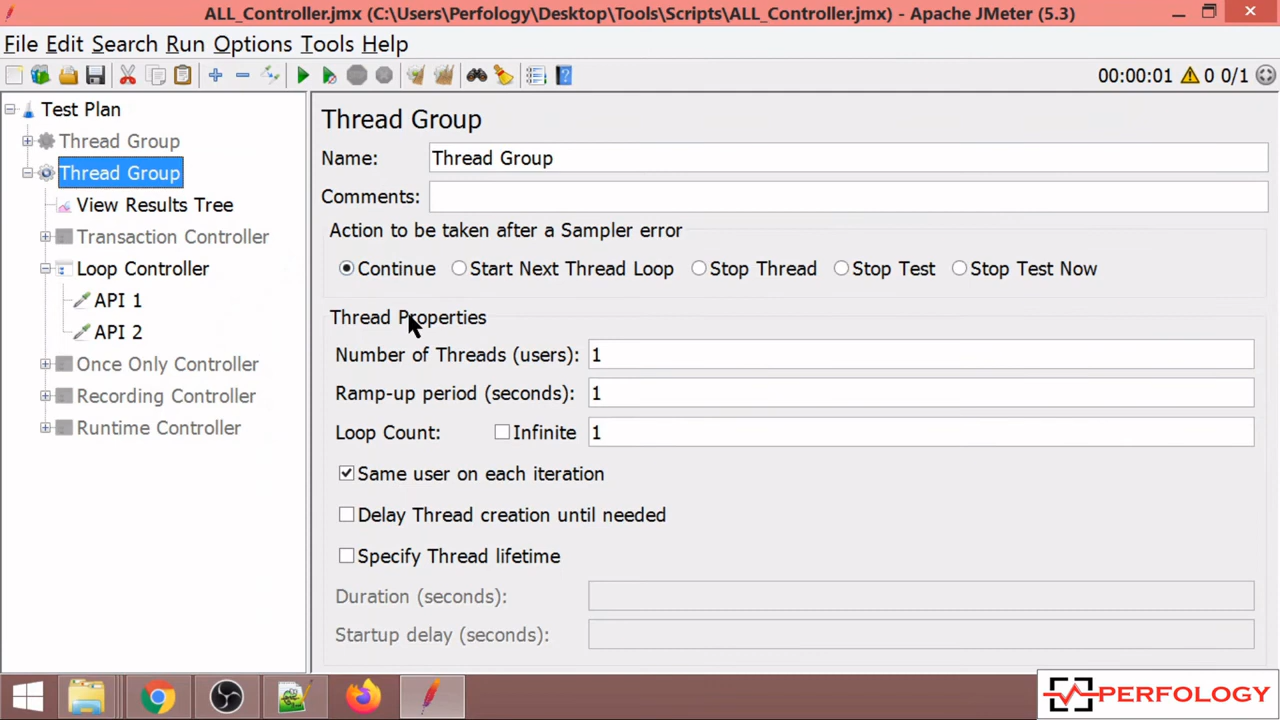 ALL_Controller.jmx (C:\Users\Perfology\Desktop\Tools\Scripts\ALL_Controller.jmx) - Apache JMeter (5.3)
File Edit Search Run Options Tools Help
00:00:01 0 0/1
Test Plan
Thread Group
Thread Group
View Results Tree
Transaction Controller
Loop Controller
API 1
API 2
Once Only Controller
Recording Controller
Runtime Controller
Thread Group
Name: Thread Group
Comments:
Action to be taken after a Sampler error
Continue Start Next Thread Loop Stop Thread Stop Test Stop Test Now
Thread Properties
Number of Threads (users): 1
Ramp-up period (seconds): 1
Loop Count: Infinite 1
Same user on each iteration
Delay Thread creation until needed
Specify Thread lifetime
Duration (seconds):
Startup delay (seconds):
PERFOLOGY